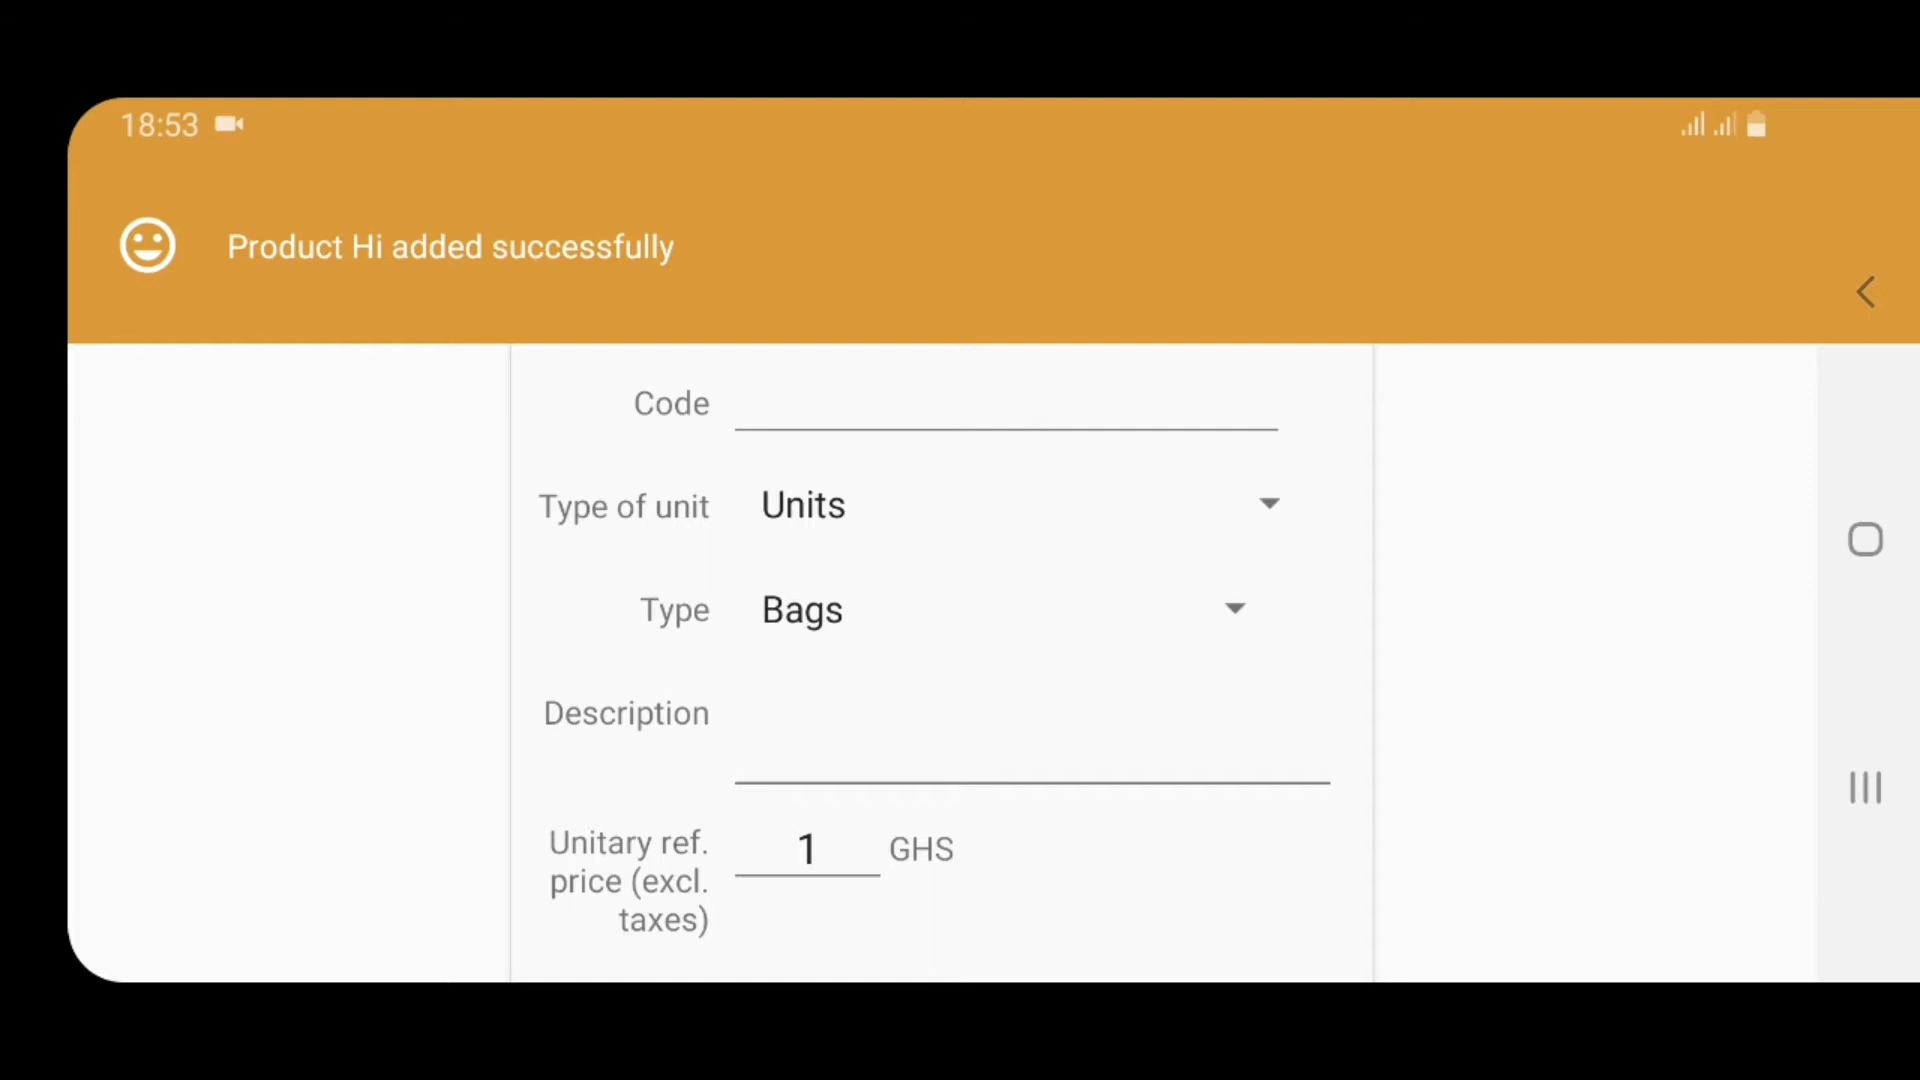 18:53
Product Hi added successfully
Code
Type of unit Units
Type Bags
Description
Unitary ref.
price (excl.
taxes)
1 GHS